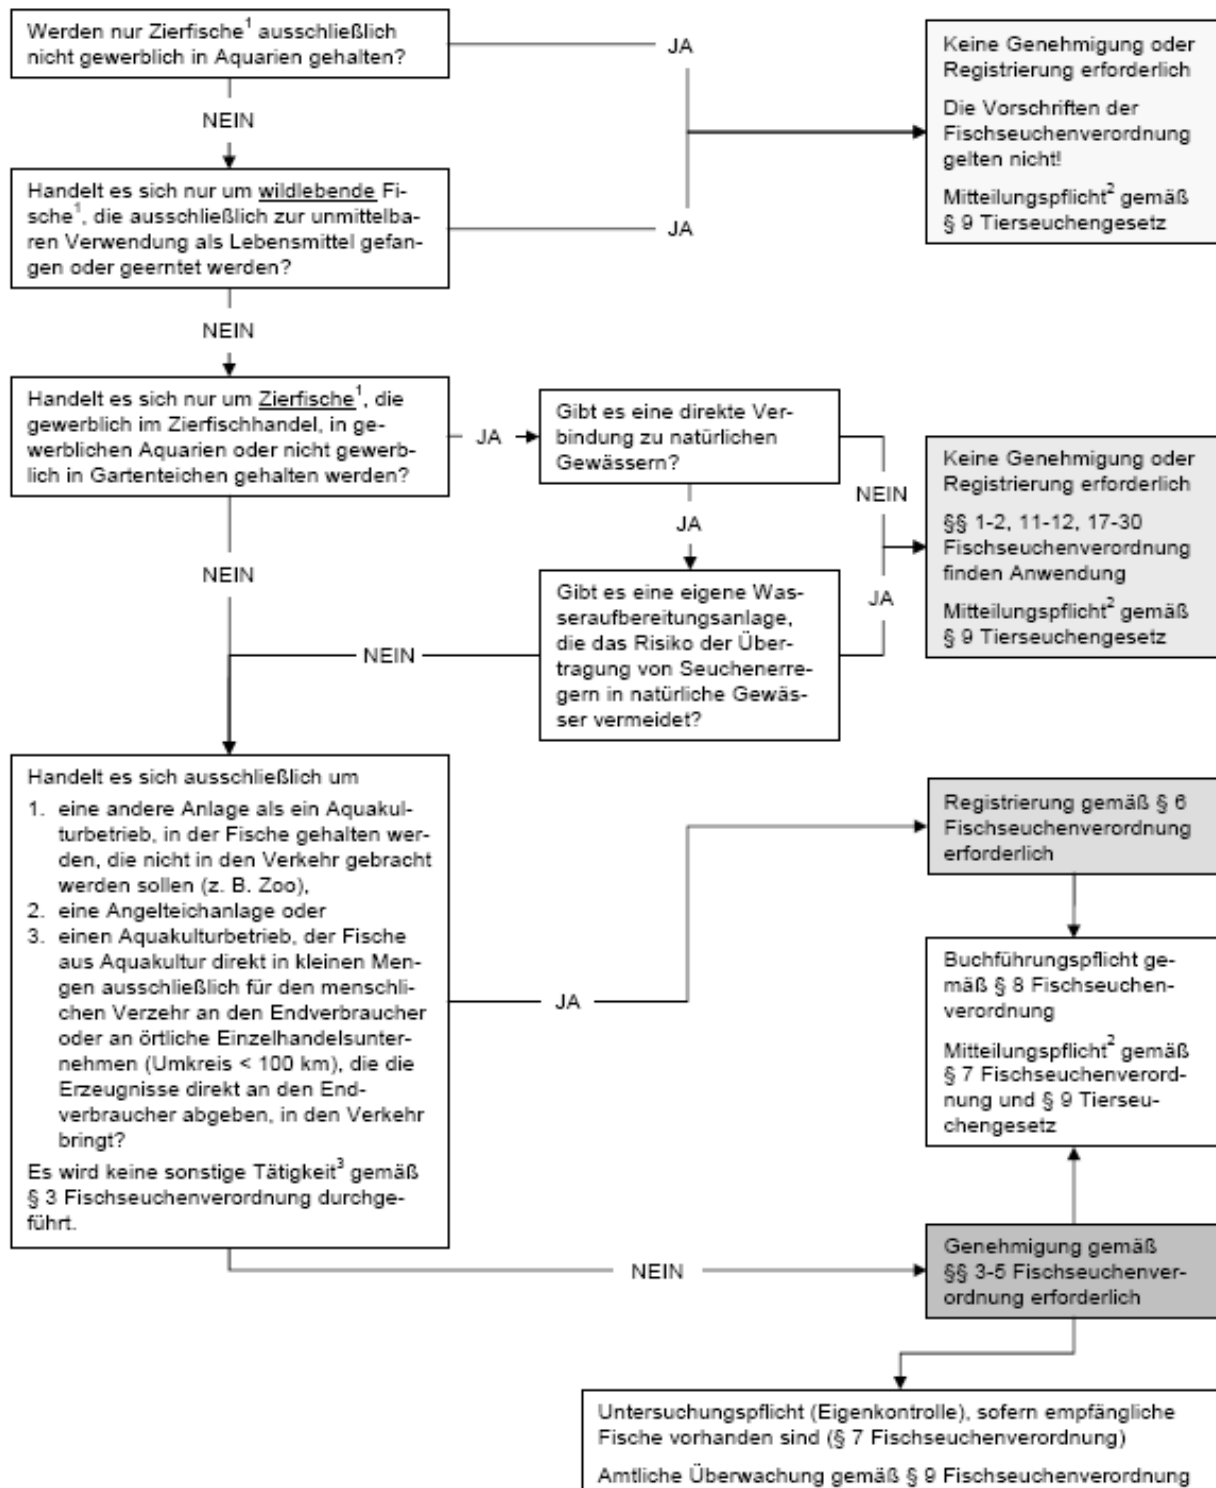 Werden nur Zierfische¹ ausschließlich
nicht gewerblich in Aquarien gehalten?
JA
Keine Genehmigung oder
Registrierung erforderlich
Die Vorschriften der
Fischseuchenverordnung
gelten nicht!
Mitteilungspflicht² gemäß
§ 9 Tierseuchengesetz
NEIN
Handelt es sich nur um wildlebende Fi-
sche¹, die ausschließlich zur unmittelba-
ren Verwendung als Lebensmittel gefan-
gen oder geerntet werden?
JA
NEIN
Handelt es sich nur um Zierfische¹, die
gewerblich im Zierfischhandel, in ge-
werblichen Aquarien oder nicht gewerb-
lich in Gartenteichen gehalten werden?
JA
Gibt es eine direkte Ver-
bindung zu natürlichen
Gewässern?
NEIN
Keine Genehmigung oder
Registrierung erforderlich
§§ 1-2, 11-12, 17-30
Fischseuchenverordnung
finden Anwendung
Mitteilungspflicht² gemäß
§ 9 Tierseuchengesetz
JA
NEIN
Gibt es eine eigene Was-
seraufbereitungsanlage,
die das Risiko der Über-
tragung von Seuchenerre-
gern in natürliche Gewäs-
ser vermeidet?
JA
NEIN
Handelt es sich ausschließlich um
1. eine andere Anlage als ein Aquakul-
turbetrieb, in der Fische gehalten wer-
den, die nicht in den Verkehr gebracht
werden sollen (z. B. Zoo),
2. eine Angelteichanlage oder
3. einen Aquakulturbetrieb, der Fische
aus Aquakultur direkt in kleinen Men-
gen ausschließlich für den menschli-
chen Verzehr an den Endverbraucher
oder an örtliche Einzelhandelsunter-
nehmen (Umkreis < 100 km), die die
Erzeugnisse direkt an den End-
verbraucher abgeben, in den Verkehr
bringt?
Es wird keine sonstige Tätigkeit³ gemäß
§ 3 Fischseuchenverordnung durchge-
führt.
JA
Registrierung gemäß § 6
Fischseuchenverordnung
erforderlich
Buchführungspflicht ge-
mäß § 8 Fischseuchen-
verordnung
Mitteilungspflicht² gemäß
§ 7 Fischseuchenverord-
nung und § 9 Tierseu-
chengesetz
NEIN
Genehmigung gemäß
§§ 3-5 Fischseuchenver-
ordnung erforderlich
Untersuchungspflicht (Eigenkontrolle), sofern empfängliche
Fische vorhanden sind (§ 7 Fischseuchenverordnung)
Amtliche Überwachung gemäß § 9 Fischseuchenverordnung